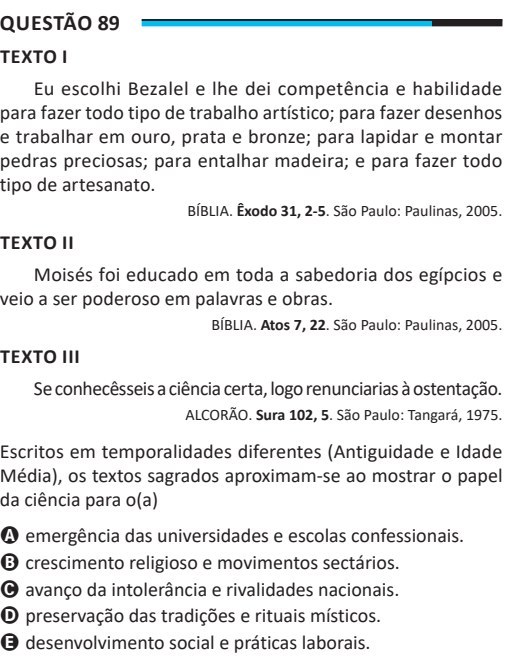 QUESTÃO 89
TEXTO I
Eu escolhi Bezalel e lhe dei competência e habilidade
para fazer todo tipo de trabalho artístico; para fazer desenhos
e trabalhar em ouro, prata e bronze; para lapidar e montar
pedras preciosas; para entalhar madeira; e para fazer todo
tipo de artesanato.
BÍBLIA. Êxodo 31, 2-5. São Paulo: Paulinas, 2005.
TEXTO II
Moisés foi educado em toda a sabedoria dos egípcios e
veio a ser poderoso em palavras e obras.
BÍBLIA. Atos 7, 22. São Paulo: Paulinas, 2005.
TEXTO III
Se conhecêsseis a ciência certa, logo renunciarias à ostentação.
ALCORÃO. Sura 102, 5. São Paulo: Tangará, 1975.
Escritos em temporalidades diferentes (Antiguidade e Idade
Média), os textos sagrados aproximam-se ao mostrar o papel
da ciência para o(a)
A emergência das universidades e escolas confessionais.
B crescimento religioso e movimentos sectários.
C avanço da intolerância e rivalidades nacionais.
D preservação das tradições e rituais místicos.
E desenvolvimento social e práticas laborais.